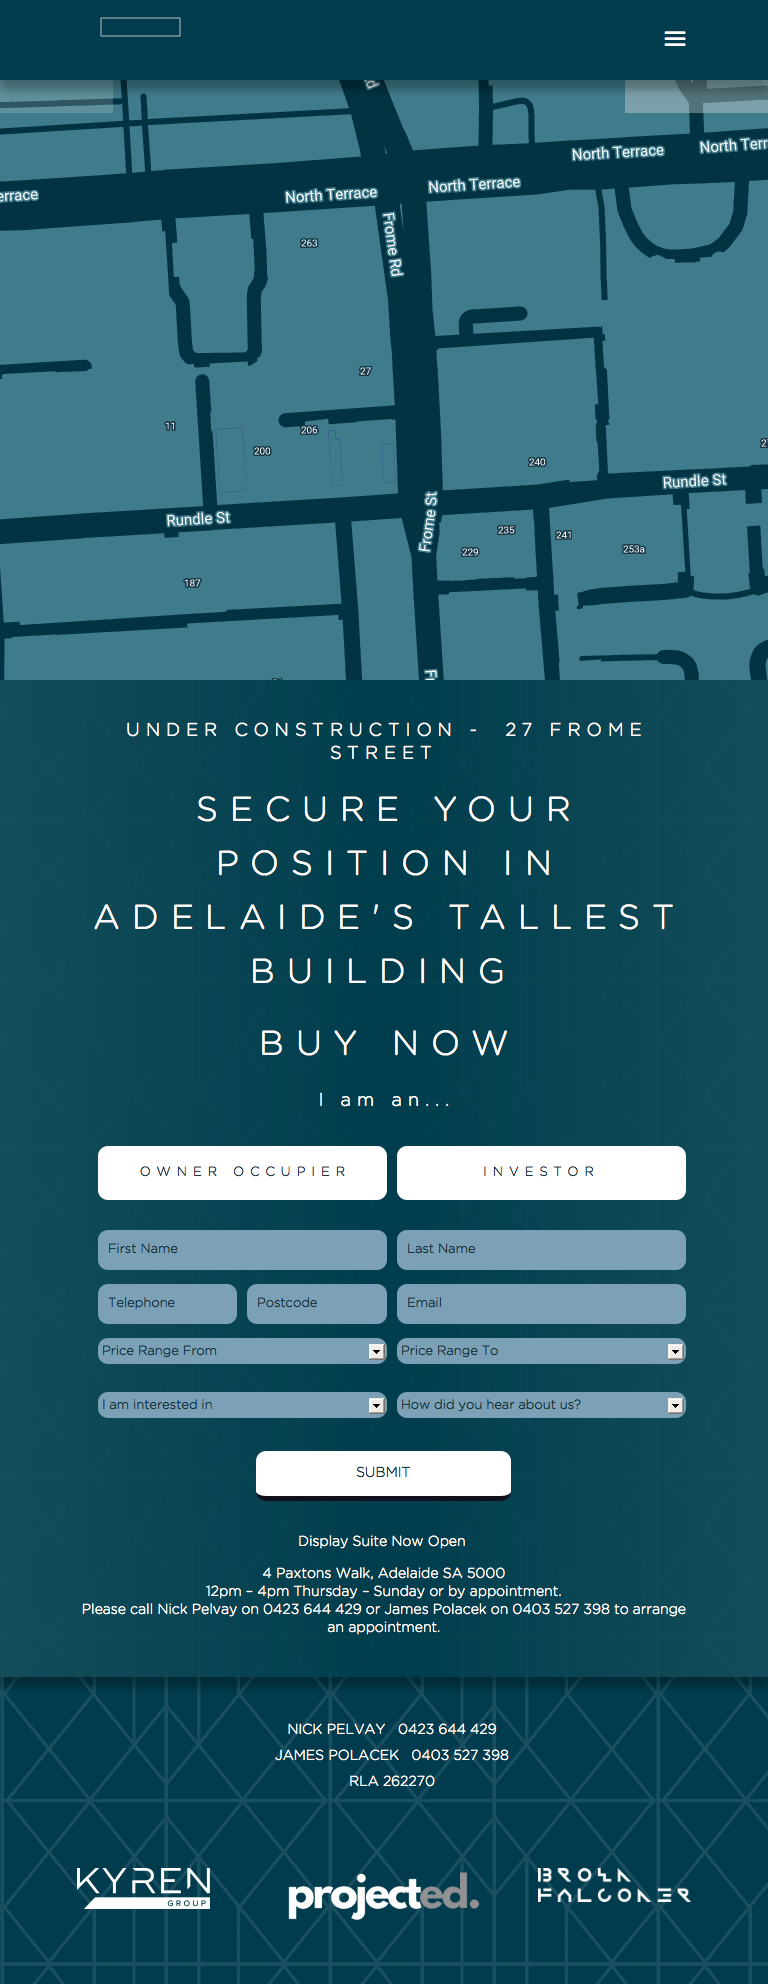 Rd
North Terrace
North Terr
North Terrace
North Terrace
errace
Frome Rd
263
27
11
206
200
240
Rundle St
Rundle St
Frome St
235
241
229
253a
187
UNDER CONSTRUCTION - 27 FROME
STREET
SECURE YOUR
POSITION IN
ADELAIDE'S TALLEST
BUILDING
BUY NOW
I am an...
OWNER OCCUPIER INVESTOR
First Name Last Name
Telephone Postcode Email
Price Range From Price Range To
I am interested in How did you hear about us?
SUBMIT
Display Suite Now Open
4 Paxtons Walk, Adelaide SA 5000
12pm – 4pm Thursday – Sunday or by appointment.
Please call Nick Pelvay on 0423 644 429 or James Polacek on 0403 527 398 to arrange
an appointment.
NICK PELVAY 0423 644 429
JAMES POLACEK 0403 527 398
RLA 262270
KYREN
GROUP
projected.
BROLA
FALCONER